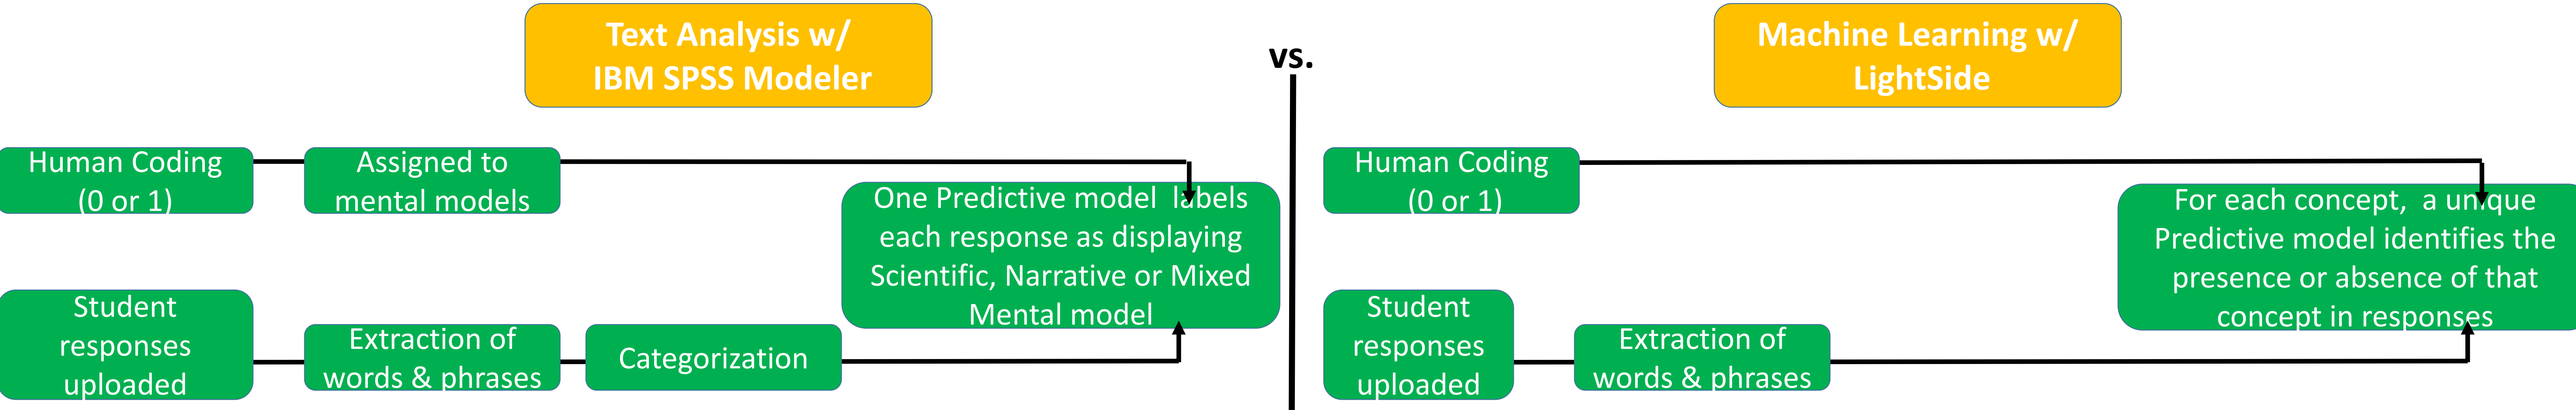 Text Analysis w/
IBM SPSS Modeler
vs.
Machine Learning w/
LightSide
Human Coding
(0 or 1)
Assigned to
mental models
One Predictive model  labels
each response as displaying
Scientific, Narrative or Mixed
Mental model
Student
responses
uploaded
Extraction of
words & phrases
Categorization
Human Coding
(0 or 1)
For each concept,  a unique
Predictive model identifies the
presence or absence of that
concept in responses
Student
responses
uploaded
Extraction of
words & phrases